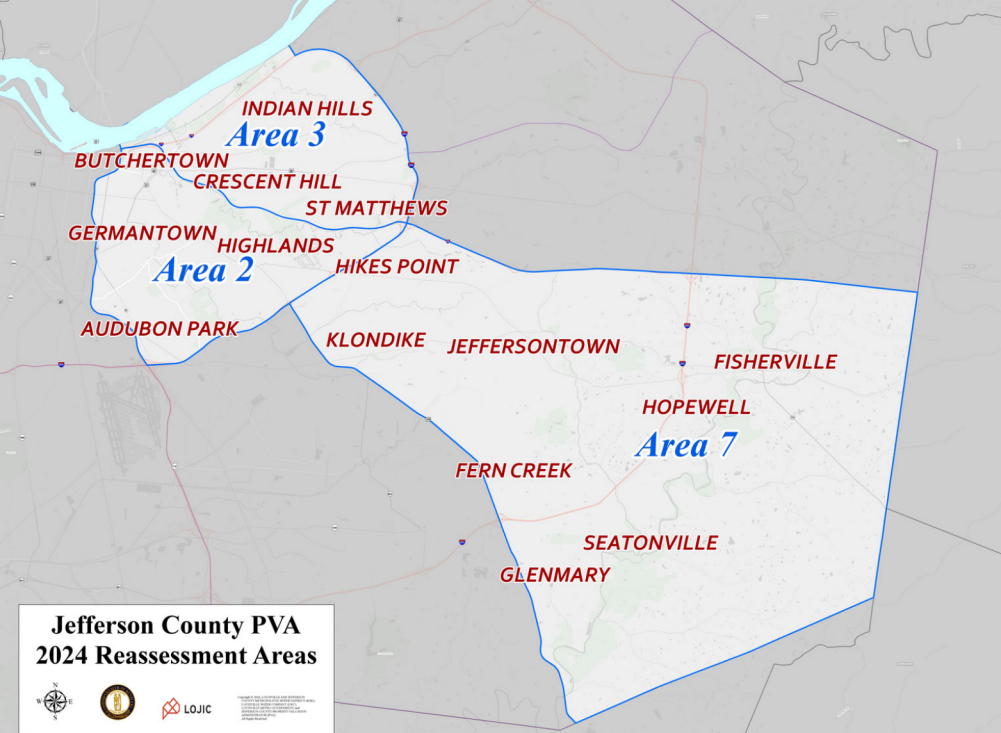 INDIAN HILLS
Area 3
BUTCHERTOWN
CRESCENT HILL
ST MATTHEWS
GERMANTOWN
HIGHLANDS
Area 2
HIKES POINT
AUDUBON PARK
KLONDIKE
JEFFERSONTOWN
FISHERVILLE
HOPEWELL
Area 7
FERN CREEK
SEATONVILLE
GLENMARY
Jefferson County PVA
2024 Reassessment Areas
N
W E
S
LOJIC